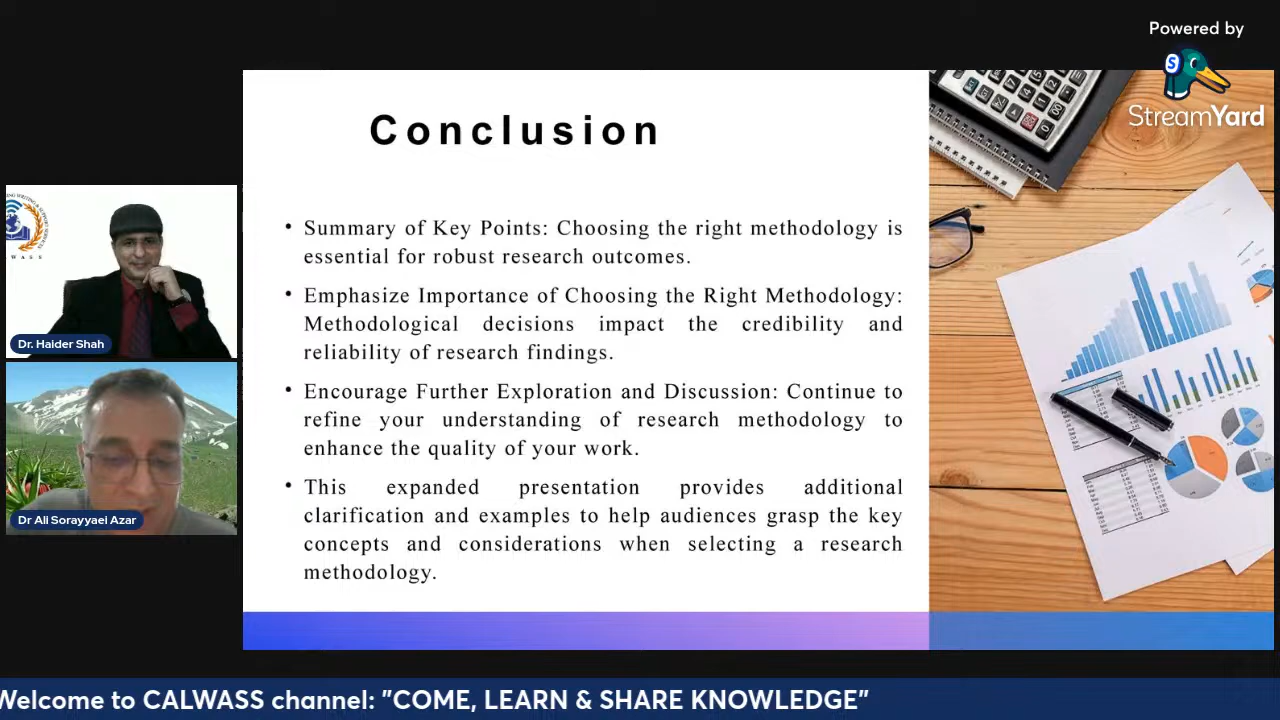 Powered by
StreamYard
Conclusion
• Summary of Key Points: Choosing the right methodology is
essential for robust research outcomes.
• Emphasize Importance of Choosing the Right Methodology:
Methodological decisions impact the credibility and
reliability of research findings.
• Encourage Further Exploration and Discussion: Continue to
refine your understanding of research methodology to
enhance the quality of your work.
• This expanded presentation provides additional
clarification and examples to help audiences grasp the key
concepts and considerations when selecting a research
methodology.
Dr. Haider Shah
Dr Ali Sorayyaei Azar
Welcome to CALWASS channel: "COME, LEARN & SHARE KNOWLEDGE"